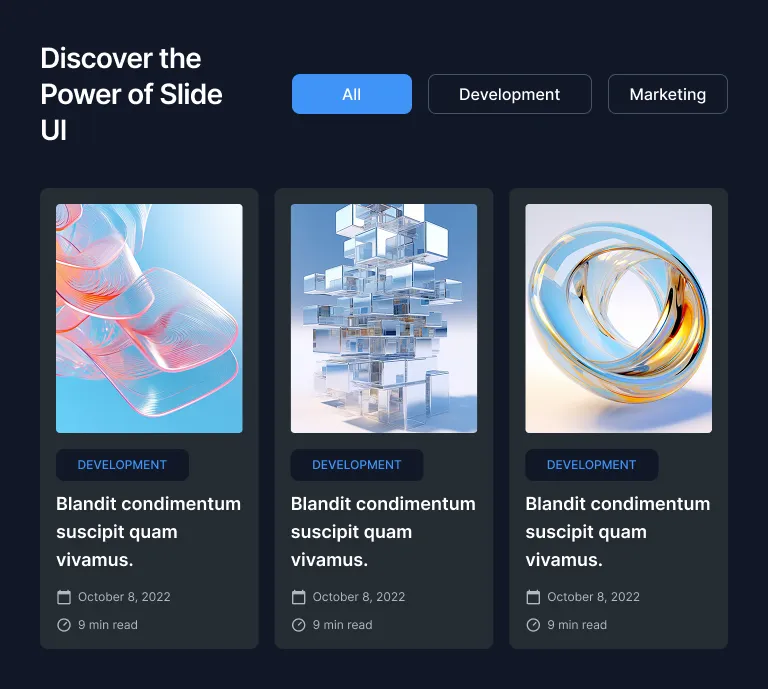 Discover the
Power of Slide
UI
All
Development
Marketing
DEVELOPMENT
Blandit condimentum
suscipit quam
vivamus.
October 8, 2022
9 min read
DEVELOPMENT
Blandit condimentum
suscipit quam
vivamus.
October 8, 2022
9 min read
DEVELOPMENT
Blandit condimentum
suscipit quam
vivamus.
October 8, 2022
9 min read